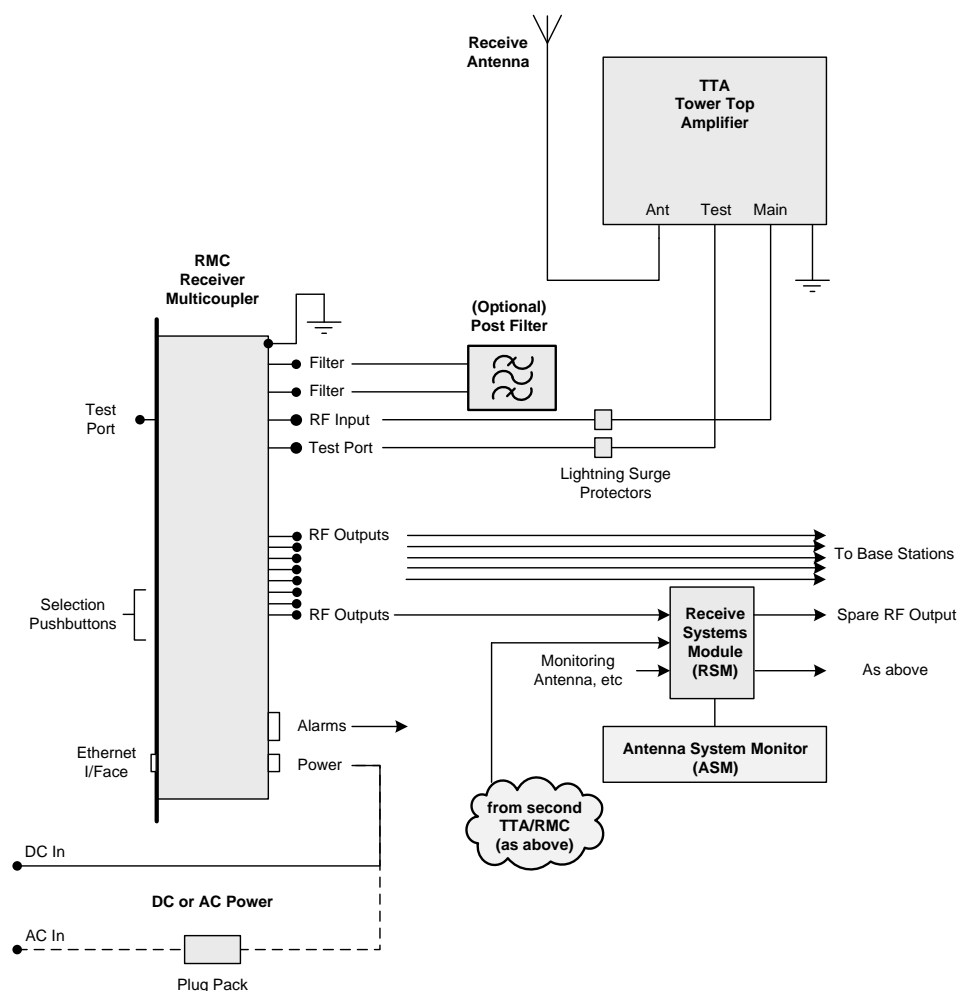 Receive
Antenna
TTA
Tower Top
Amplifier
Ant Test Main
RMC
Receiver
Multicoupler
(Optional)
Post Filter
Filter
Filter
Test
Port
RF Input
Test Port
Lightning Surge
Protectors
RF Outputs
To Base Stations
Selection
Pushbuttons
RF Outputs
Receive
Systems
Module
(RSM)
Spare RF Output
Monitoring
Antenna, etc
As above
Alarms
Ethernet
I/Face
Power
Antenna System Monitor
(ASM)
from second
TTA/RMC
(as above)
DC In
DC or AC Power
AC In
Plug Pack